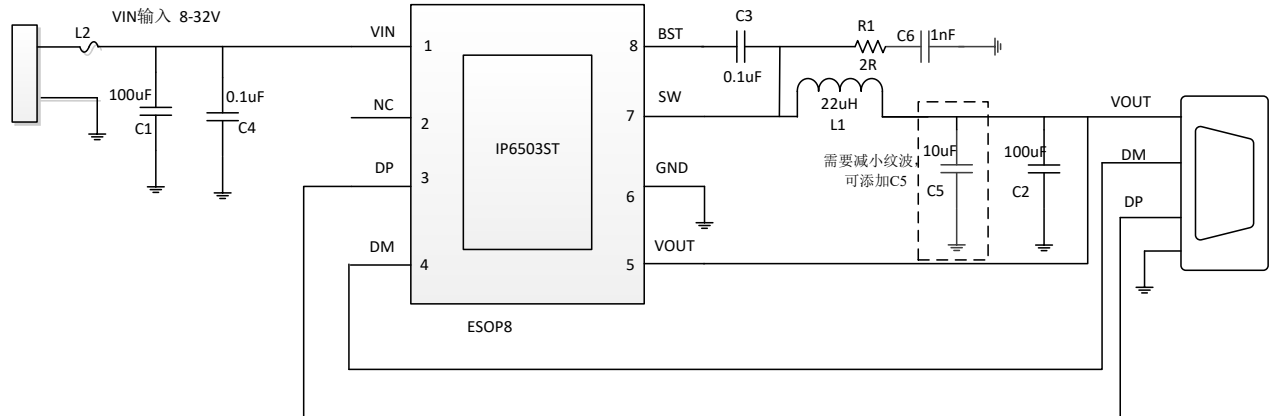 VIN输入 8-32V
L2
100uF
C1
0.1uF
C4
VIN
1
NC
2
DP
3
DM
4
IP6503ST
ESOP8
8
BST
7
SW
6
GND
5
VOUT
C3
0.1uF
R1
2R
C6
1nF
22uH
L1
需要减小纹波,
可添加C5
10uF
C5
100uF
C2
VOUT
DM
DP